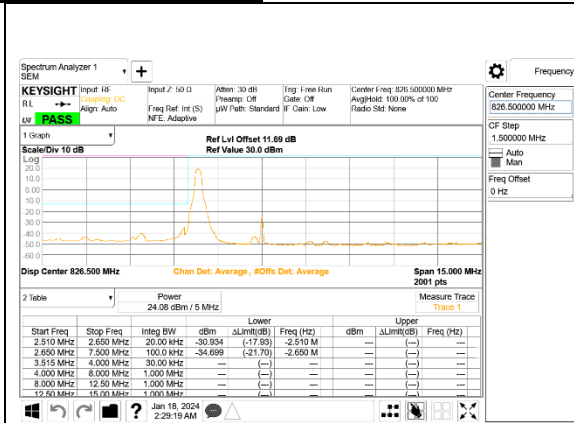 Spectrum Analyzer 1
SEM
+
Frequency
KEYSIGHT Input: RF Input Z: 50 Ω Atten: 30 dB Trig: Free Run Center Freq: 826.500000 MHz
RL Coupling: DC Preamp: Off Gate: Off Avg|Hold: 100.00% of 100
Align: Auto Freq Ref: Int (S) µW Path: Standard IF Gain: Low Radio Std: None
PASS NFE: Adaptive
Center Frequency
826.500000 MHz
CF Step
1.500000 MHz
Auto
Man
Freq Offset
0 Hz
1 Graph
Ref Lvl Offset 11.69 dB
Scale/Div 10 dB Ref Value 30.0 dBm
Log
20.0
10.0
0.00
-10.0
-20.0
-30.0
-40.0
-50.0
-60.0
Disp Center 826.500 MHz Chan Det: Average, #Offs Det: Average Span 15.000 MHz
2001 pts
2 Table Power Measure Trace
24.08 dBm / 5 MHz Trace 1
Lower Upper
Start Freq Stop Freq Integ BW dBm ΔLimit(dB) Freq (Hz) dBm ΔLimit(dB) Freq (Hz)
2.510 MHz 2.650 MHz 20.00 kHz -30.934 (-17.93) -2.510 M --- (---) ---
2.650 MHz 7.500 MHz 100.0 kHz -34.699 (-21.70) -2.650 M --- (---) ---
3.515 MHz 4.000 MHz 30.00 kHz --- (---) --- --- (---) ---
4.000 MHz 8.000 MHz 1.000 MHz --- (---) --- --- (---) ---
8.000 MHz 12.50 MHz 1.000 MHz --- (---) --- --- (---) ---
12.50 MHz 15.00 MHz 1.000 MHz --- (---) --- --- (---) ---
? Jan 18, 2024
2:29:19 AM